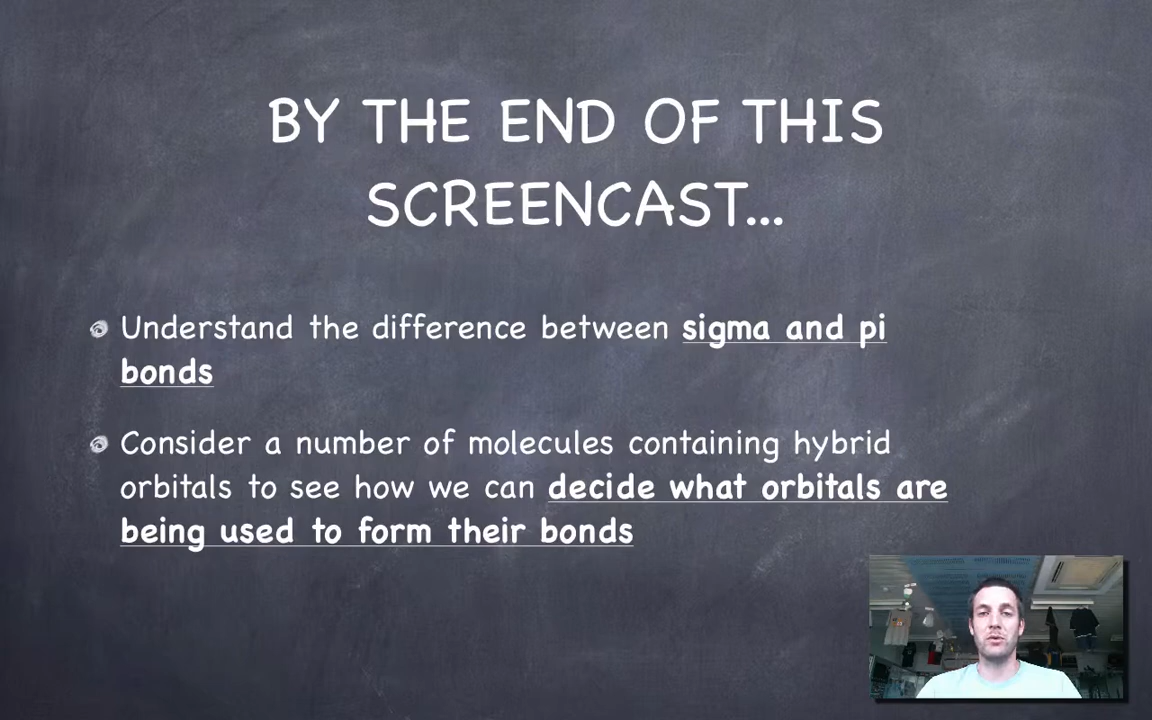 BY THE END OF THIS
SCREENCAST...
Understand the difference between sigma and pi
bonds
Consider a number of molecules containing hybrid
orbitals to see how we can decide what orbitals are
being used to form their bonds